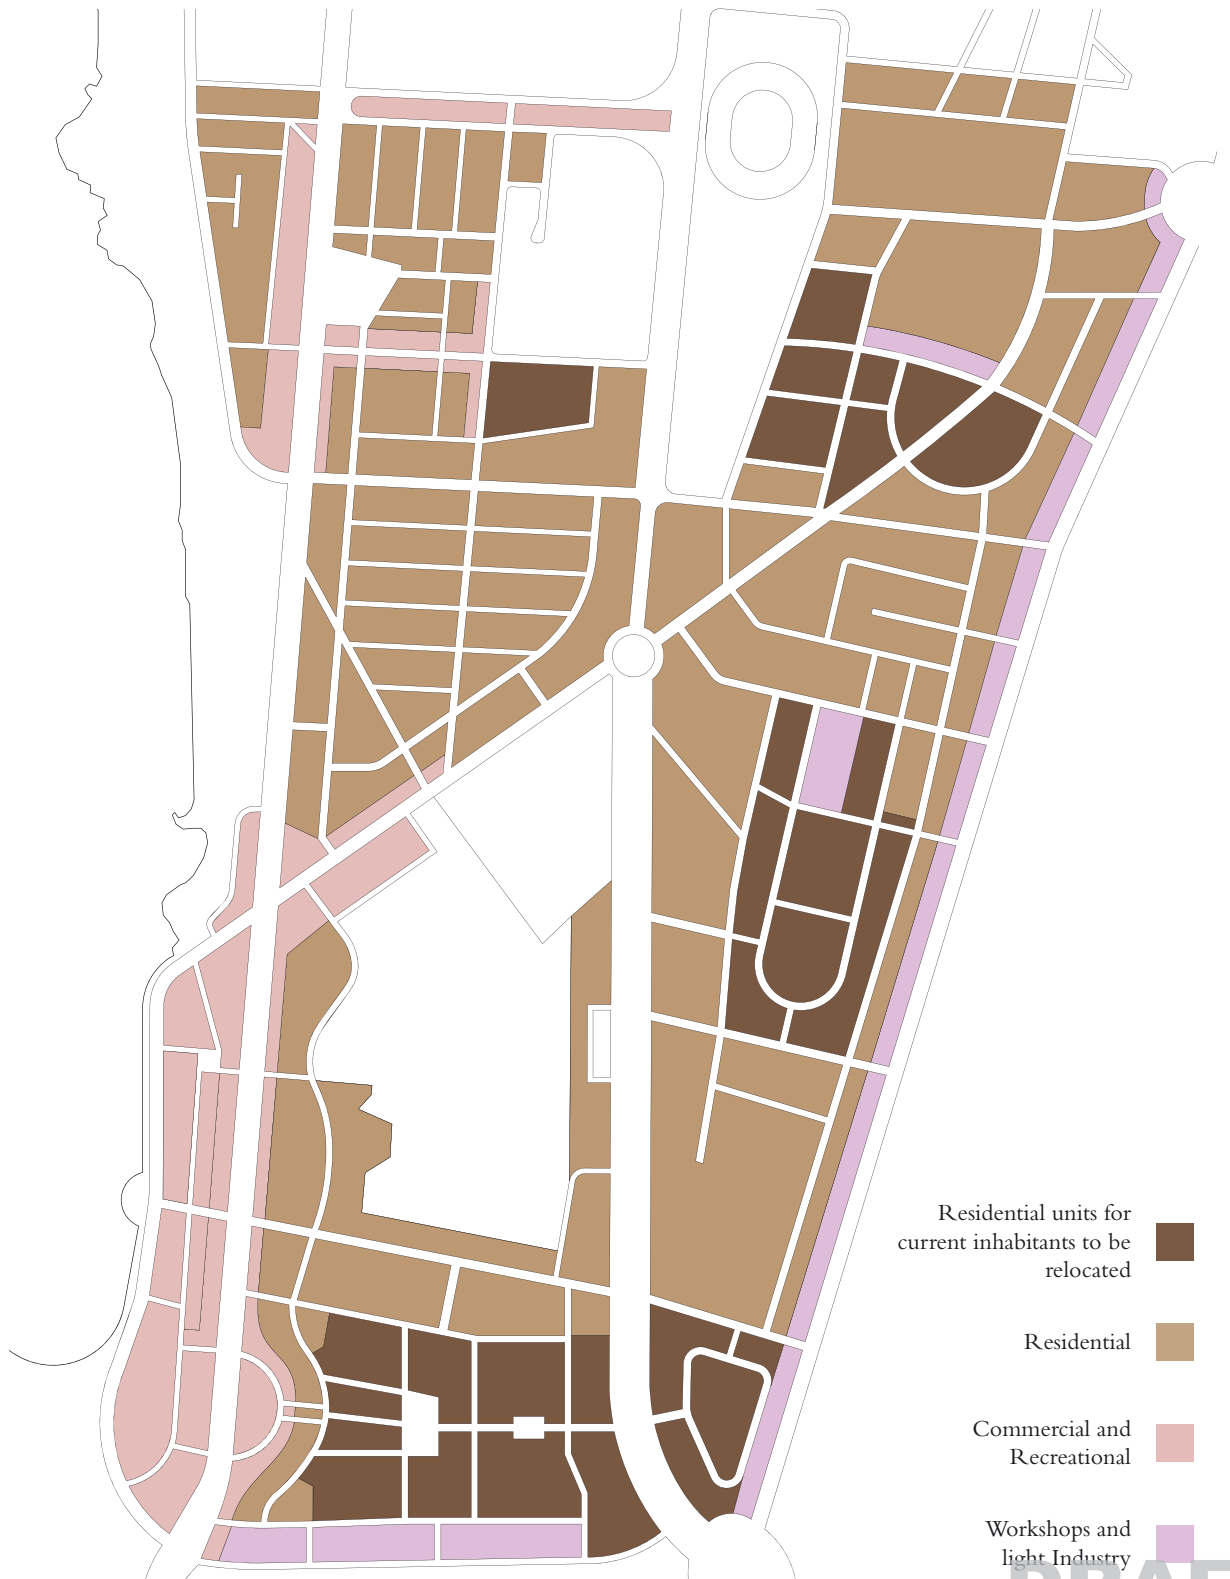 Residential units for
current inhabitants to be
relocated
Residential
Commercial and
Recreational
Workshops and
light Industry